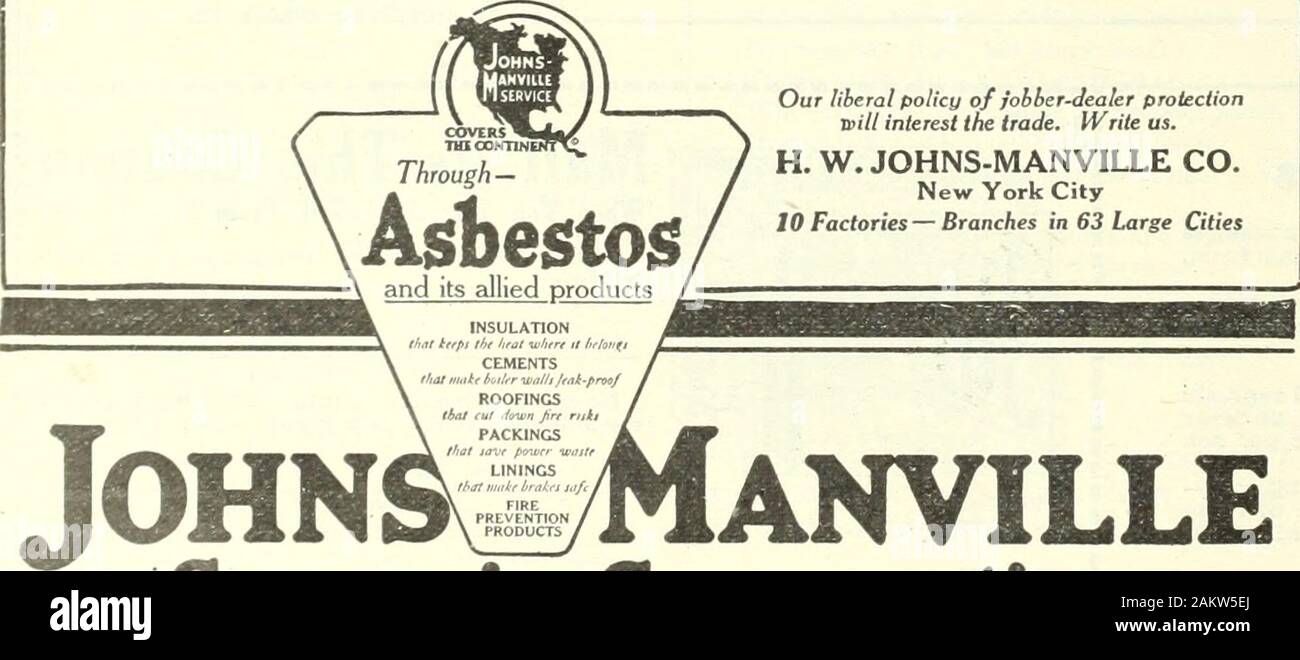 JOHNS-
MANVILLE
SERVICE
COVERS
THE CONTINENT
Through—
Asbestos
and its allied products
INSULATION
that keeps the heat where it belongs
CEMENTS
that make boiler walls leak-proof
ROOFINGS
that cut down fire risks
PACKINGS
that save power waste
LININGS
that make brakes safe
FIRE
PREVENTION
PRODUCTS
Our liberal policy of jobber-dealer protection
will interest the trade. Write us.
H. W. JOHNS-MANVILLE CO.
New York City
10 Factories—Branches in 63 Large Cities
JOHNS MANVILLE
alamy
Image ID: 2AKW5EJ
www.alamy.com